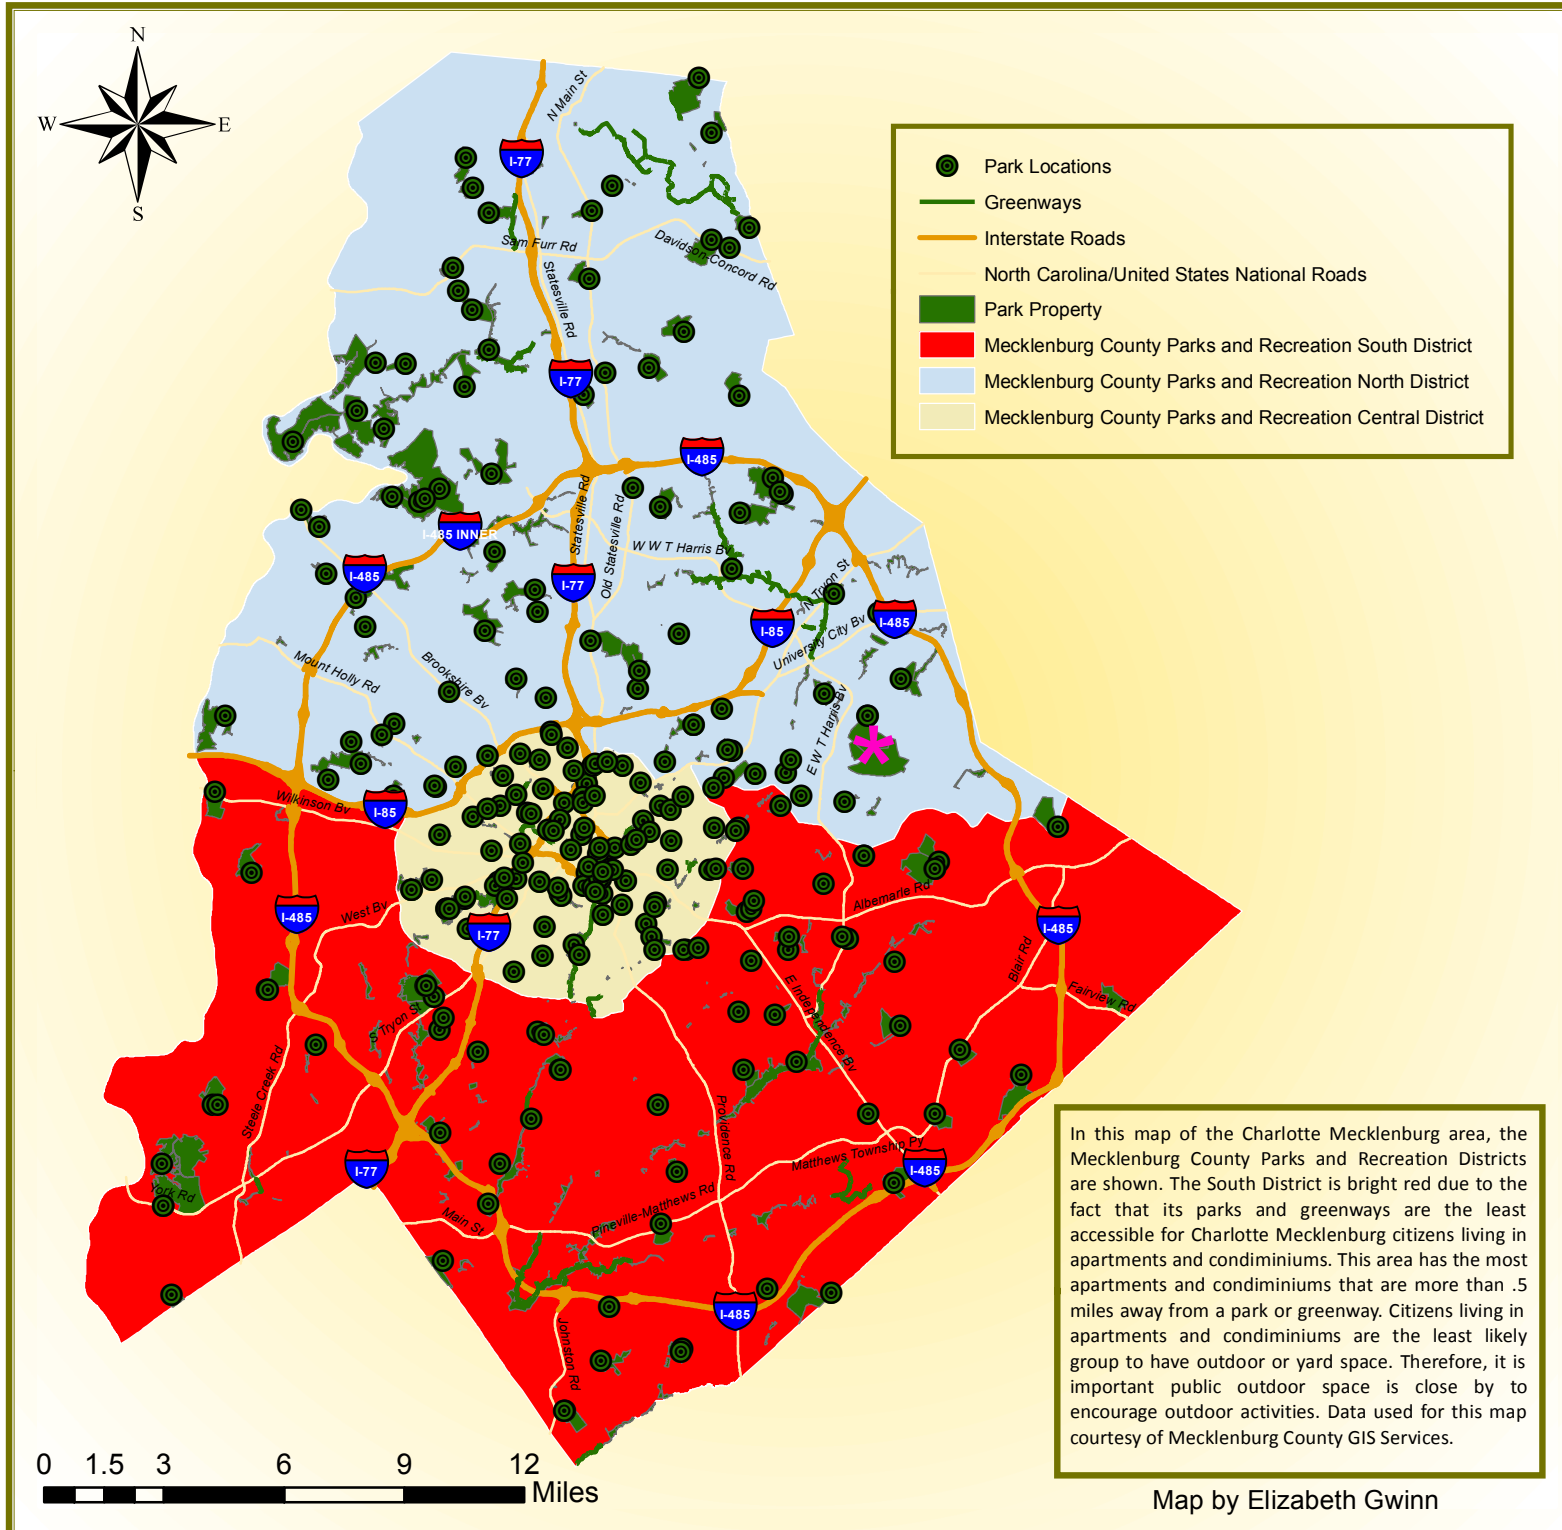 N
W
E
S
N Main St
I-77
Sam Furr Rd
Davidson-Concord Rd
Statesville Rd
I-77
I-485
I-485 INNER
Statesville Rd
Old Statesville Rd
W W T Harris Bv
I-485
I-77
I-85
N Tryon St
University City Bv
I-485
Mount Holly Rd
Brookshire Bv
E W T Harris Bv
Wilkinson Bv
I-85
West Bv
I-485
I-77
Albemarle Rd
I-485
Blair Rd
Fairview Rd
E Independence Bv
S Tryon St
Steele Creek Rd
Providence Rd
Matthews Township Py
I-485
I-77
York Rd
Main St
Pineville-Matthews Rd
I-485
Johnston Rd
Park Locations
Greenways
Interstate Roads
North Carolina/United States National Roads
Park Property
Mecklenburg County Parks and Recreation South District
Mecklenburg County Parks and Recreation North District
Mecklenburg County Parks and Recreation Central District
In this map of the Charlotte Mecklenburg area, the
Mecklenburg County Parks and Recreation Districts
are shown. The South District is bright red due to the
fact that its parks and greenways are the least
accessible for Charlotte Mecklenburg citizens living in
apartments and condiminiums. This area has the most
apartments and condiminiums that are more than .5
miles away from a park or greenway. Citizens living in
apartments and condiminiums are the least likely
group to have outdoor or yard space. Therefore, it is
important public outdoor space is close by to
encourage outdoor activities. Data used for this map
courtesy of Mecklenburg County GIS Services.
0 1.5 3 6 9 12
Miles
Map by Elizabeth Gwinn